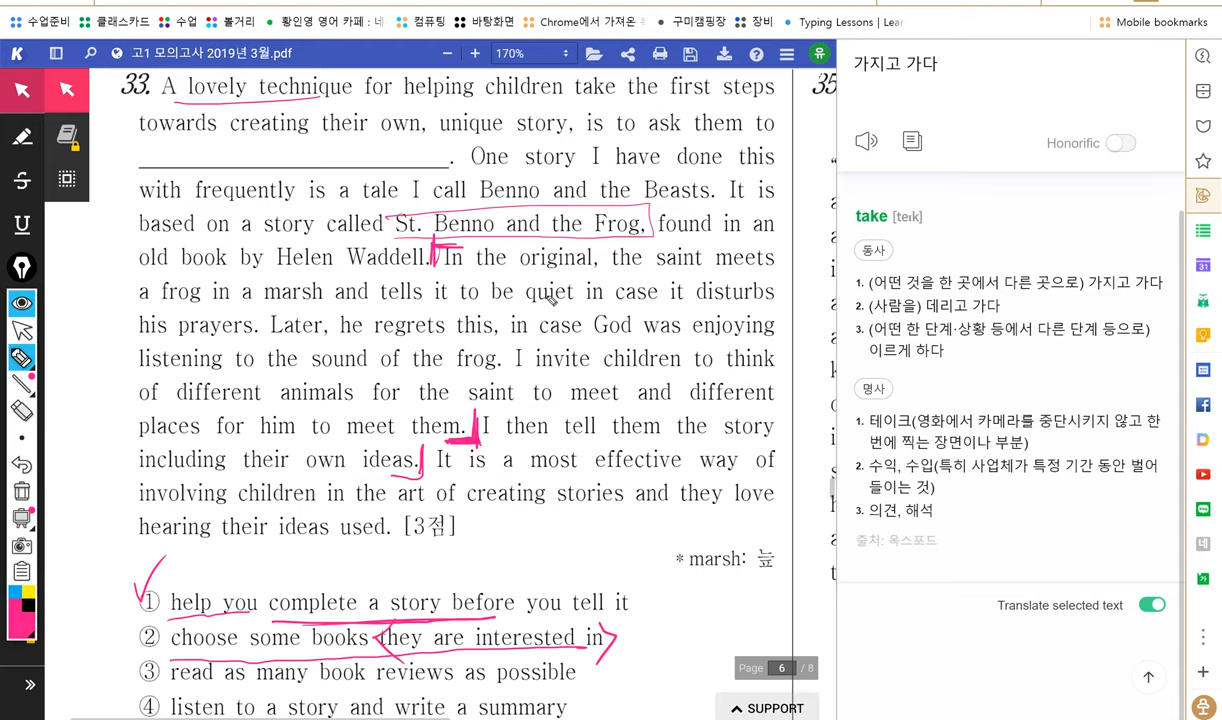 수업준비 클래스카드 수업 볼거리 황인영 영어 카페 : 네 컴퓨팅 바탕화면 Chrome에서 가져온 구미캠핑장 장비 Typing Lessons | Lear Mobile bookmarks
고1 모의고사 2019년 3월.pdf 170%
33. A lovely technique for helping children take the first steps
towards creating their own, unique story, is to ask them to
. One story I have done this
with frequently is a tale I call Benno and the Beasts. It is
based on a story called St. Benno and the Frog, found in an
old book by Helen Waddell. In the original, the saint meets
a frog in a marsh and tells it to be quiet in case it disturbs
his prayers. Later, he regrets this, in case God was enjoying
listening to the sound of the frog. I invite children to think
of different animals for the saint to meet and different
places for him to meet them. I then tell them the story
including their own ideas. It is a most effective way of
involving children in the art of creating stories and they love
hearing their ideas used. [3점]
* marsh: 늪
① help you complete a story before you tell it
② choose some books they are interested in
③ read as many book reviews as possible
④ listen to a story and write a summary
Page 6 / 8
SUPPORT
35
가지고 가다
Honorific
take [teɪk]
동사
1. (어떤 것을 한 곳에서 다른 곳으로) 가지고 가다
2. (사람을) 데리고 가다
3. (어떤 한 단계·상황 등에서 다른 단계 등으로)
이르게 하다
명사
1. 테이크(영화에서 카메라를 중단시키지 않고 한
번에 찍는 장면이나 부분)
2. 수익, 수입(특히 사업체가 특정 기간 동안 벌어
들이는 것)
3. 의견, 해석
출처: 옥스포드
Translate selected text